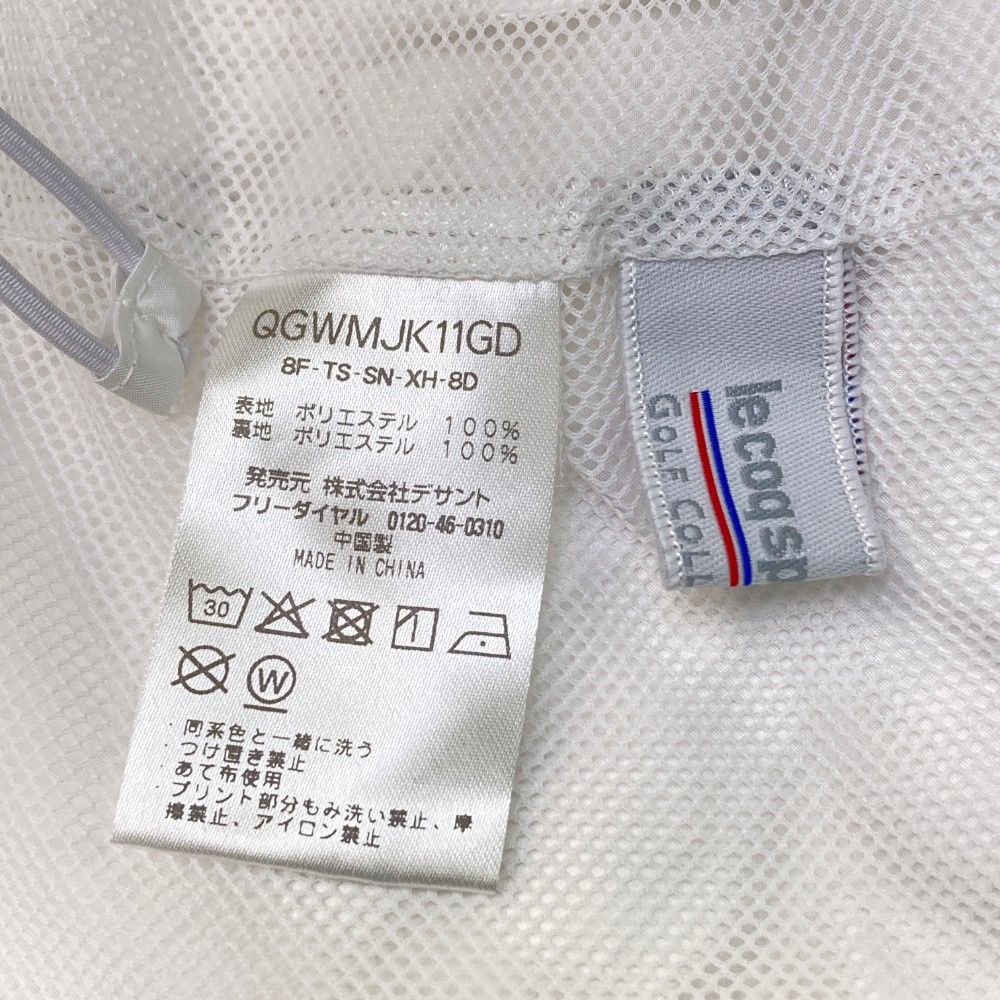 QGWMJK11GD
8F-TS-SN-XH-8D
表地 ポリエステル 100%
裏地 ポリエステル 100%
発売元 株式会社デサント
フリーダイヤル 0120-46-0310
中国製
MADE IN CHINA
30
W
・同系色と一緒に洗う
・つけ置き禁止
・あて布使用
・プリント部分もみ洗い禁止、摩
擦禁止、アイロン禁止
lecoqsp
GOLF COLL